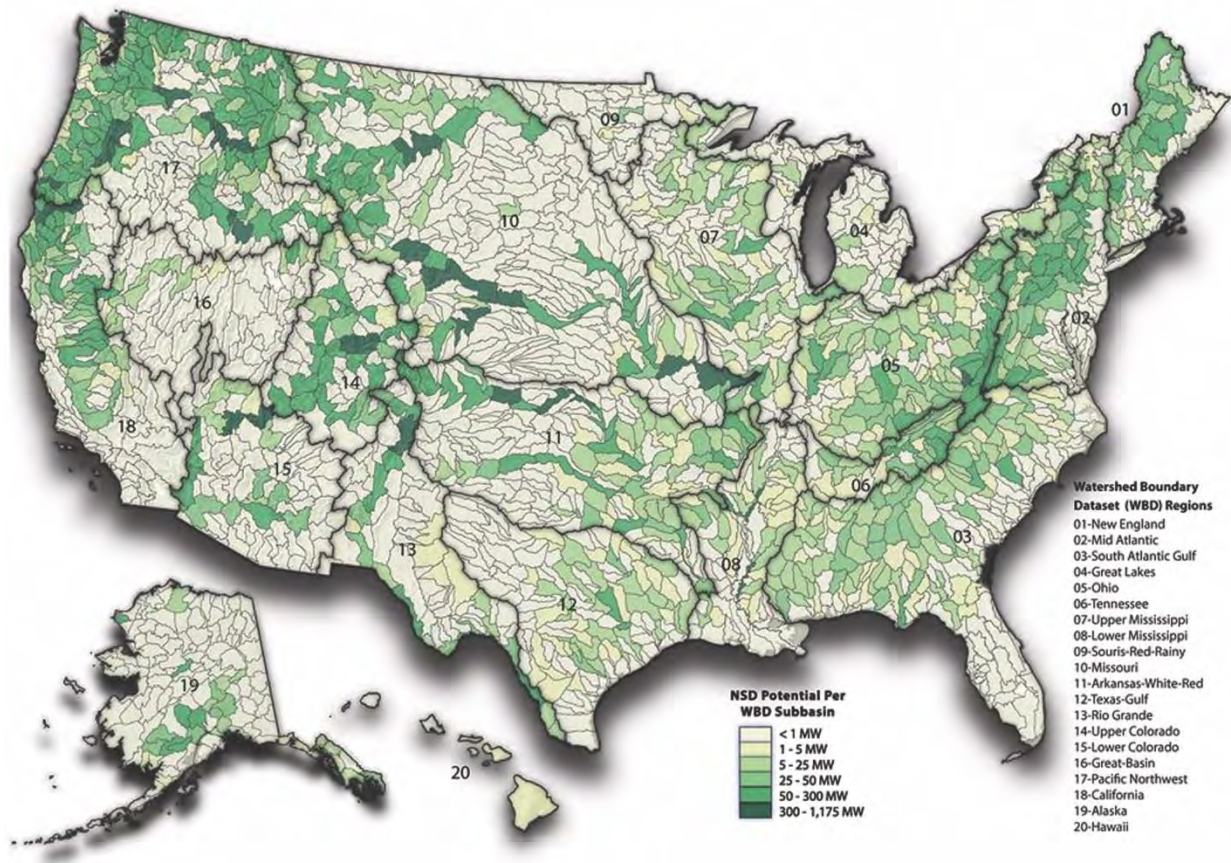 01
09
17
10
04
07
16
02
05
14
18
11
15
06
03
13
08
12
19
20
Watershed Boundary
Dataset (WBD) Regions
01-New England
02-Mid Atlantic
03-South Atlantic Gulf
04-Great Lakes
05-Ohio
06-Tennessee
07-Upper Mississippi
08-Lower Mississippi
09-Souris-Red-Rainy
10-Missouri
11-Arkansas-White-Red
12-Texas-Gulf
13-Rio Grande
14-Upper Colorado
15-Lower Colorado
16-Great-Basin
17-Pacific Northwest
18-California
19-Alaska
20-Hawaii
NSD Potential Per
WBD Subbasin
< 1 MW
1 - 5 MW
5 - 25 MW
25 - 50 MW
50 - 300 MW
300 - 1,175 MW